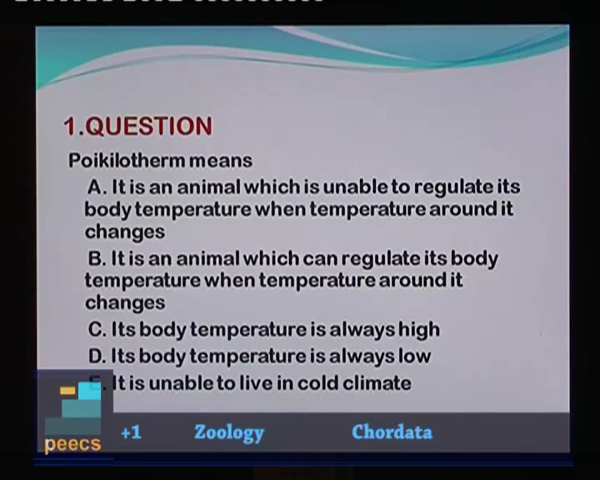 1.QUESTION
Poikilotherm means
A. It is an animal which is unable to regulate its
body temperature when temperature around it
changes
B. It is an animal which can regulate its body
temperature when temperature around it
changes
C. Its body temperature is always high
D. Its body temperature is always low
E. It is unable to live in cold climate
peecs
+1 Zoology Chordata